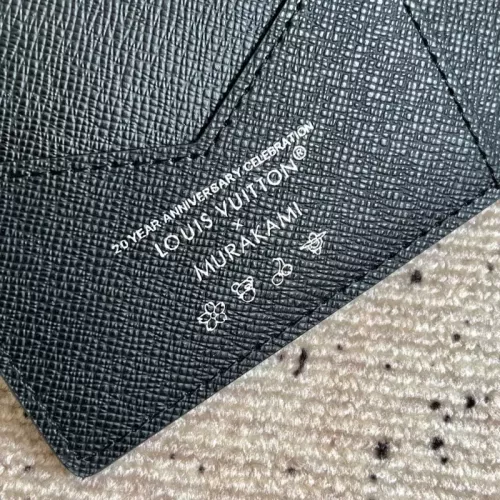 20 YEAR ANNIVERSARY CELEBRATION
LOUIS VUITTON®
×
MURAKAMI